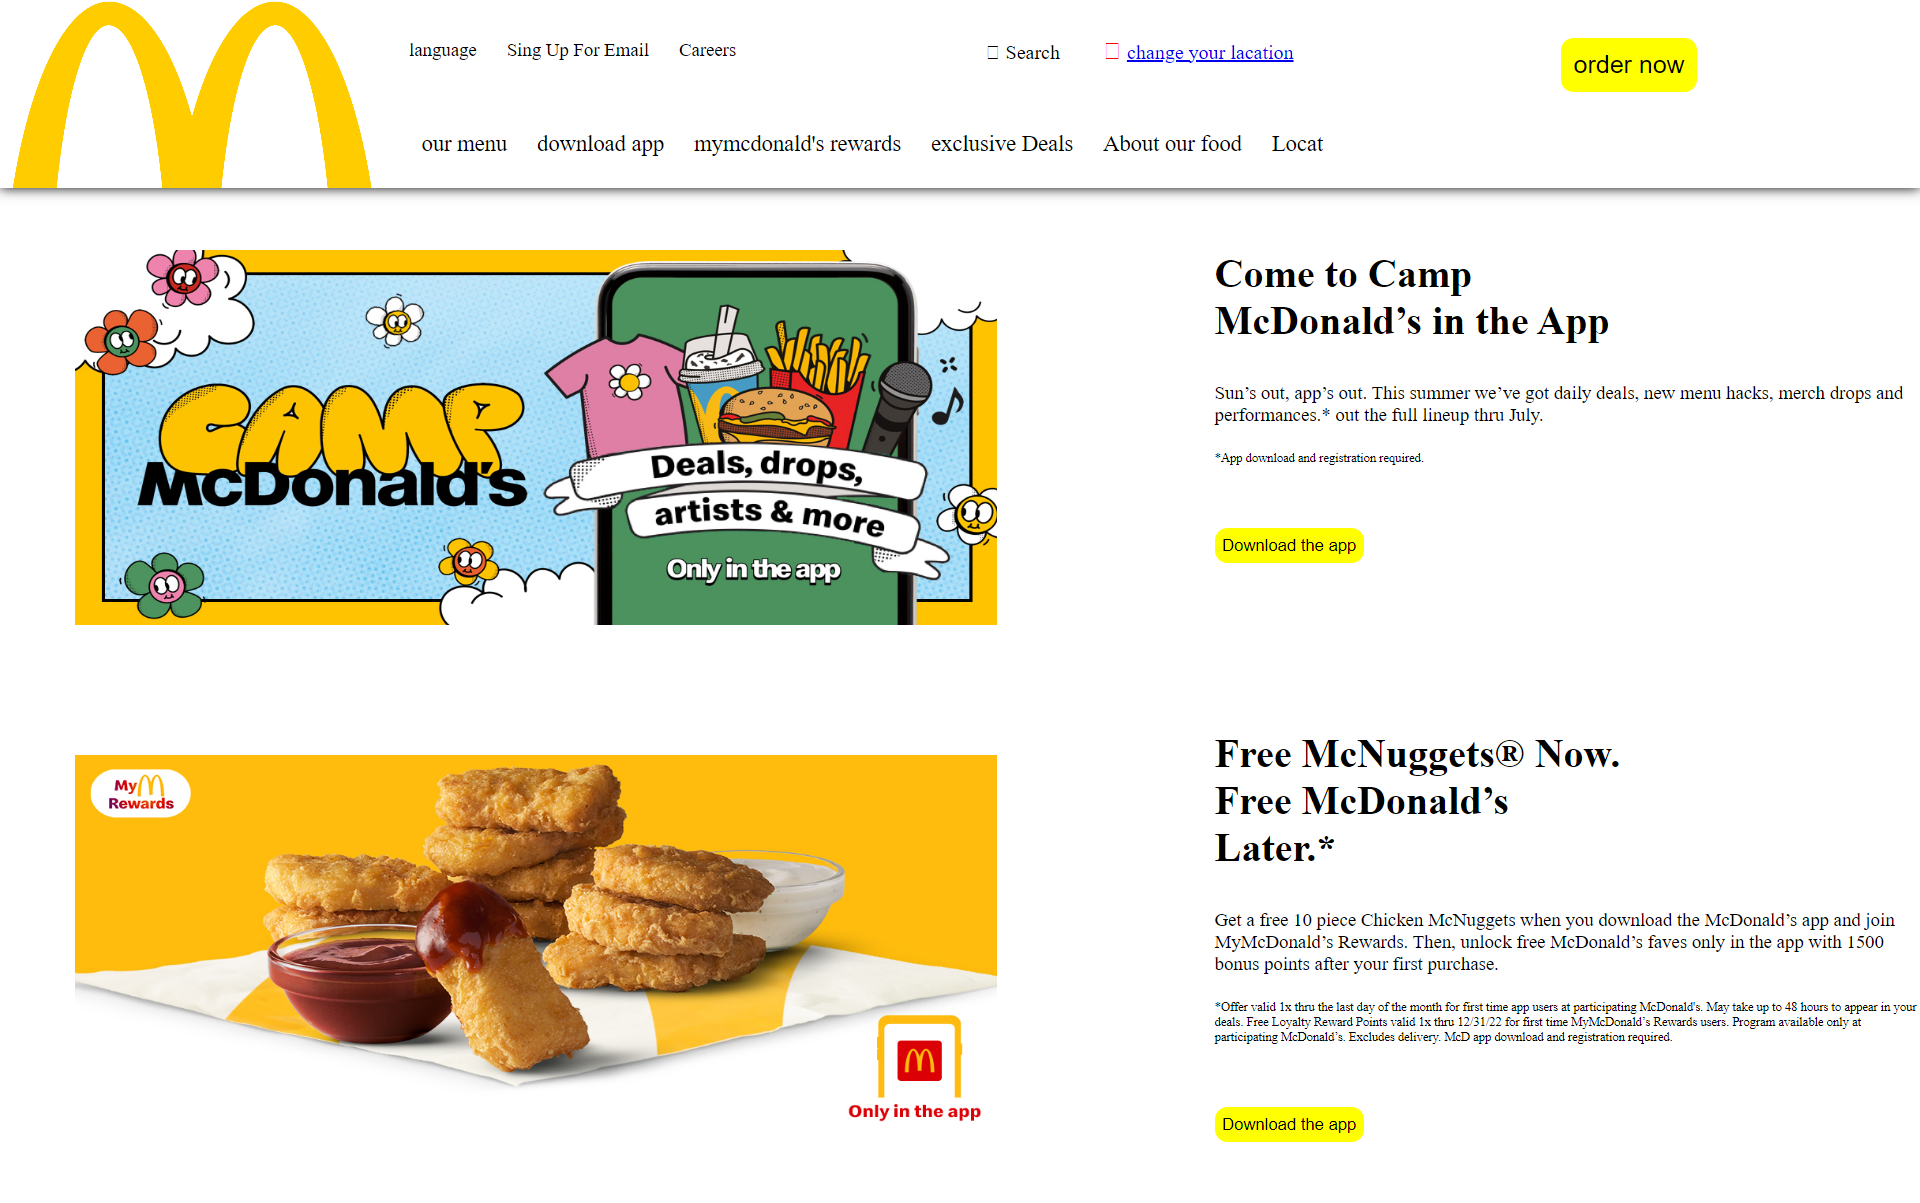 language Sing Up For Email Careers Search change your lacation order now
our menu download app mymcdonald's rewards exclusive Deals About our food Locat
CAMP
McDonald's
Deals, drops,
artists & more
Only in the app
Come to Camp
McDonald’s in the App
Sun’s out, app’s out. This summer we’ve got daily deals, new menu hacks, merch drops and
performances.* out the full lineup thru July.
*App download and registration required.
Download the app
My
Rewards
Only in the app
Free McNuggets® Now.
Free McDonald’s
Later.*
Get a free 10 piece Chicken McNuggets when you download the McDonald’s app and join
MyMcDonald’s Rewards. Then, unlock free McDonald’s faves only in the app with 1500
bonus points after your first purchase.
*Offer valid 1x thru the last day of the month for first time app users at participating McDonald's. May take up to 48 hours to appear in your
deals. Free Loyalty Reward Points valid 1x thru 12/31/22 for first time MyMcDonald’s Rewards users. Program available only at
participating McDonald’s. Excludes delivery. McD app download and registration required.
Download the app